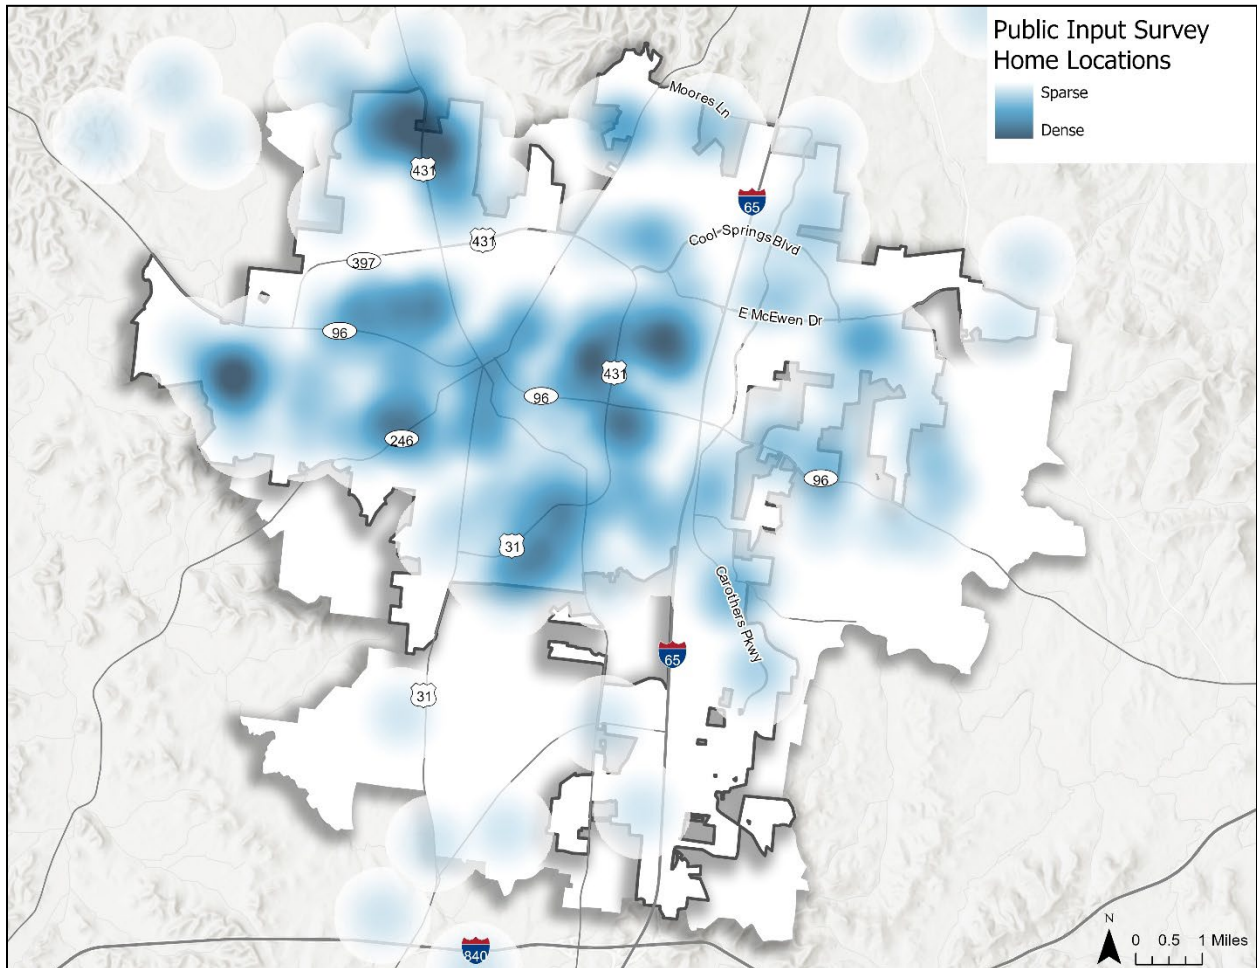 Public Input Survey
Home Locations
Sparse
Dense
Moores Ln
431
65
Cool Springs Blvd
431
397
E McEwen Dr
96
431
96
246
96
31
Carothers Pkwy
65
31
840
N
0 0.5 1 Miles